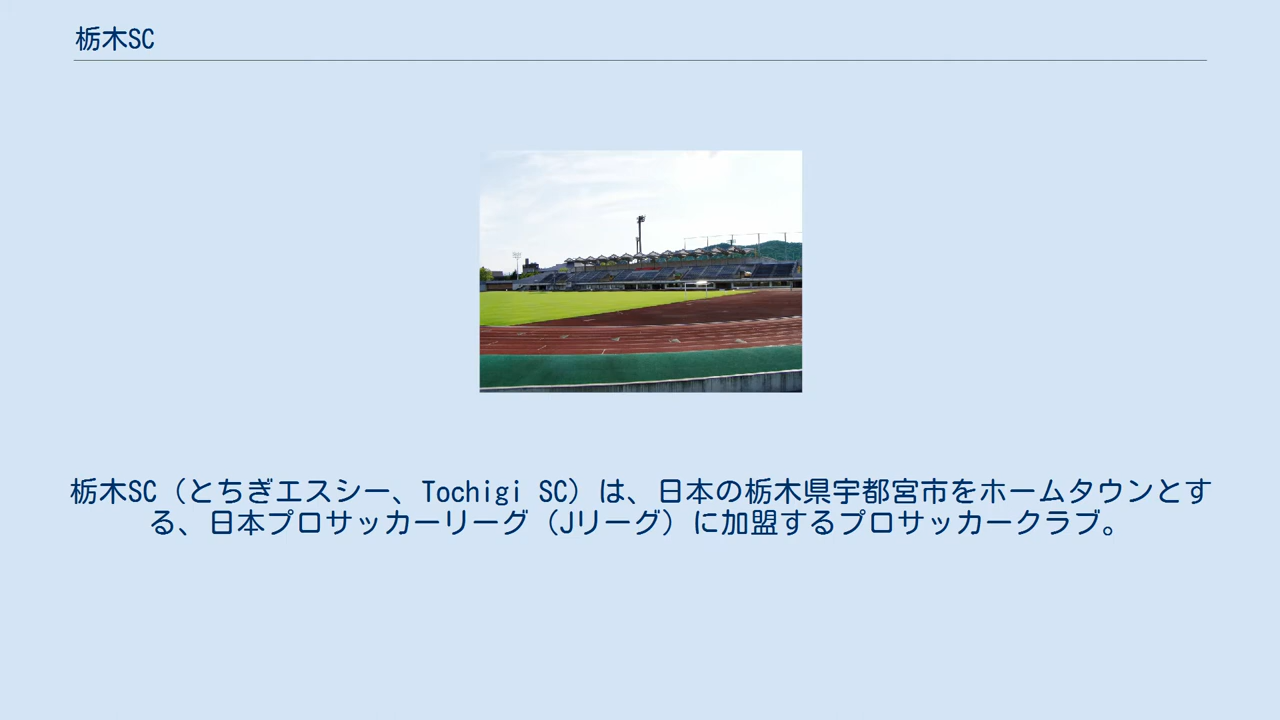 栃木SC
栃木SC（とちぎエスシー、Tochigi SC）は、日本の栃木県宇都宮市をホームタウンとす
る、日本プロサッカーリーグ（Jリーグ）に加盟するプロサッカークラブ。